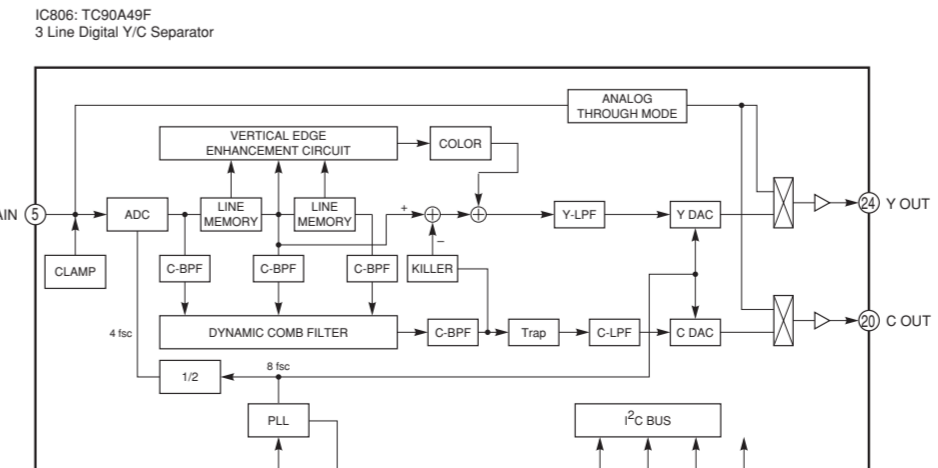 IC806: TC90A49F
3 Line Digital Y/C Separator
ANALOG
THROUGH MODE
VERTICAL EDGE
ENHANCEMENT CIRCUIT
COLOR
AIN 5
ADC
LINE
MEMORY
LINE
MEMORY
+
Y-LPF
Y DAC
24 Y OUT
CLAMP
C-BPF
C-BPF
C-BPF
KILLER
–
4 fsc
DYNAMIC COMB FILTER
C-BPF
Trap
C-LPF
C DAC
20 C OUT
1/2
8 fsc
PLL
I2C BUS